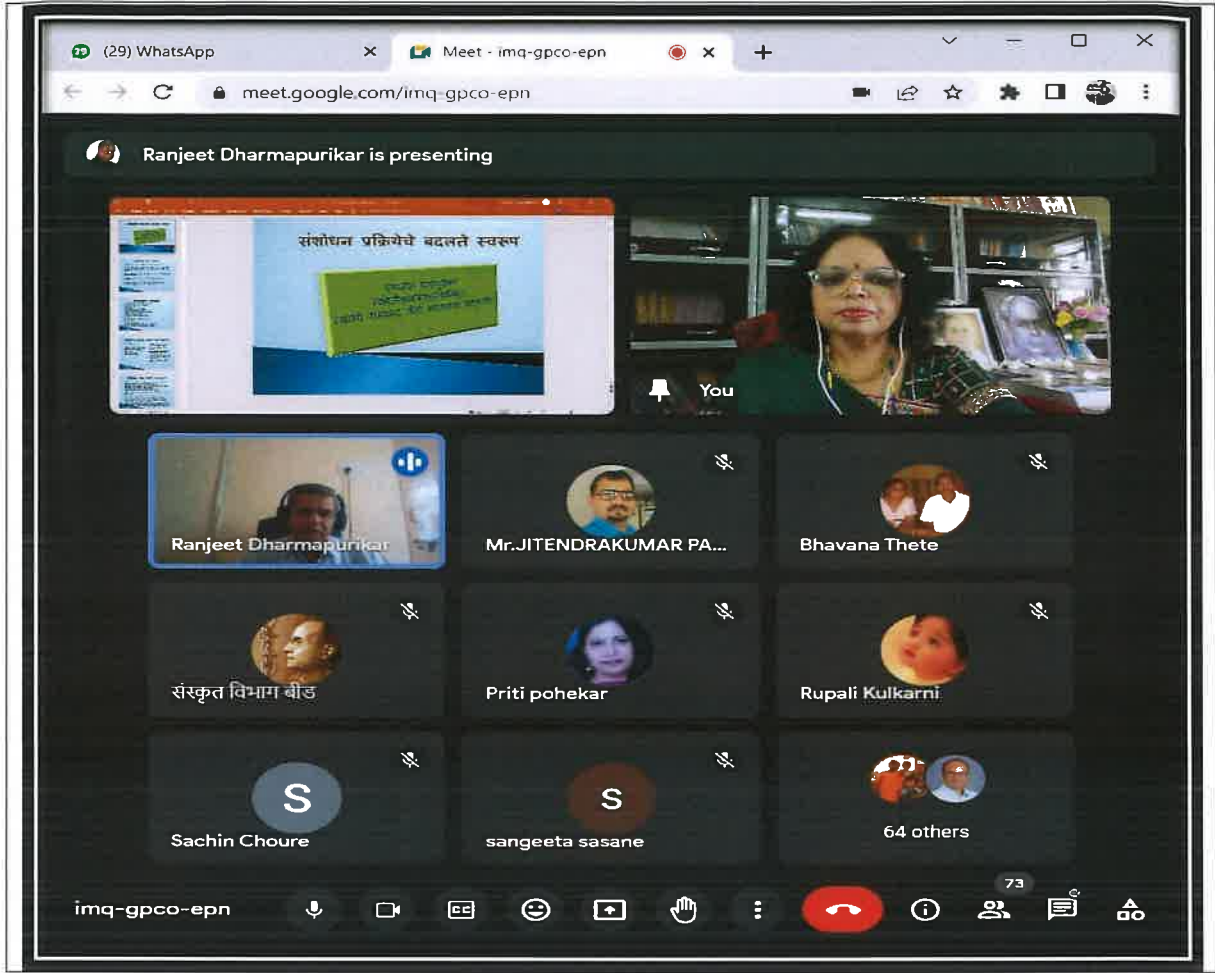 29 (29) WhatsApp
Meet - imq-gpco-epn
meet.google.com/imq-gpco-epn
Ranjeet Dharmapurikar is presenting
संशोधन प्रक्रियेचे बदलते स्वरूप
You
Ranjeet Dharmapurikar
Mr.JITENDRAKUMAR PA...
Bhavana Thete
संस्कृत विभाग बीड
Priti pohekar
Rupali Kulkarni
S
Sachin Choure
s
sangeeta sasane
64 others
73
imq-gpco-epn
CC